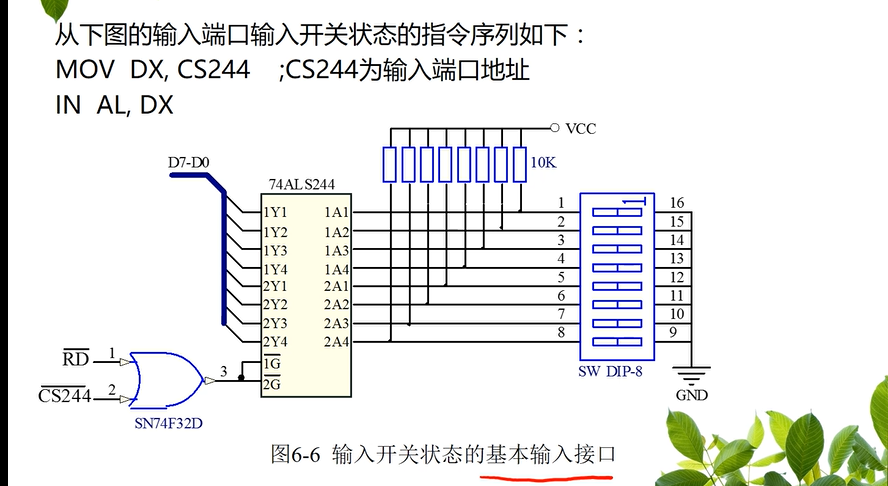 从下图的输入端口输入开关状态的指令序列如下：
MOV DX, CS244 ;CS244为输入端口地址
IN AL, DX
VCC
D7-D0
10K
74ALS244
1Y1 1A1 1 16
1Y2 1A2 2 15
1Y3 1A3 3 14
1Y4 1A4 4 13
2Y1 2A1 5 12
2Y2 2A2 6 11
2Y3 2A3 7 10
2Y4 2A4 8 9
RD 1 3 1G
CS244 2 2G
SW DIP-8
GND
SN74F32D
图6-6 输入开关状态的基本输入接口